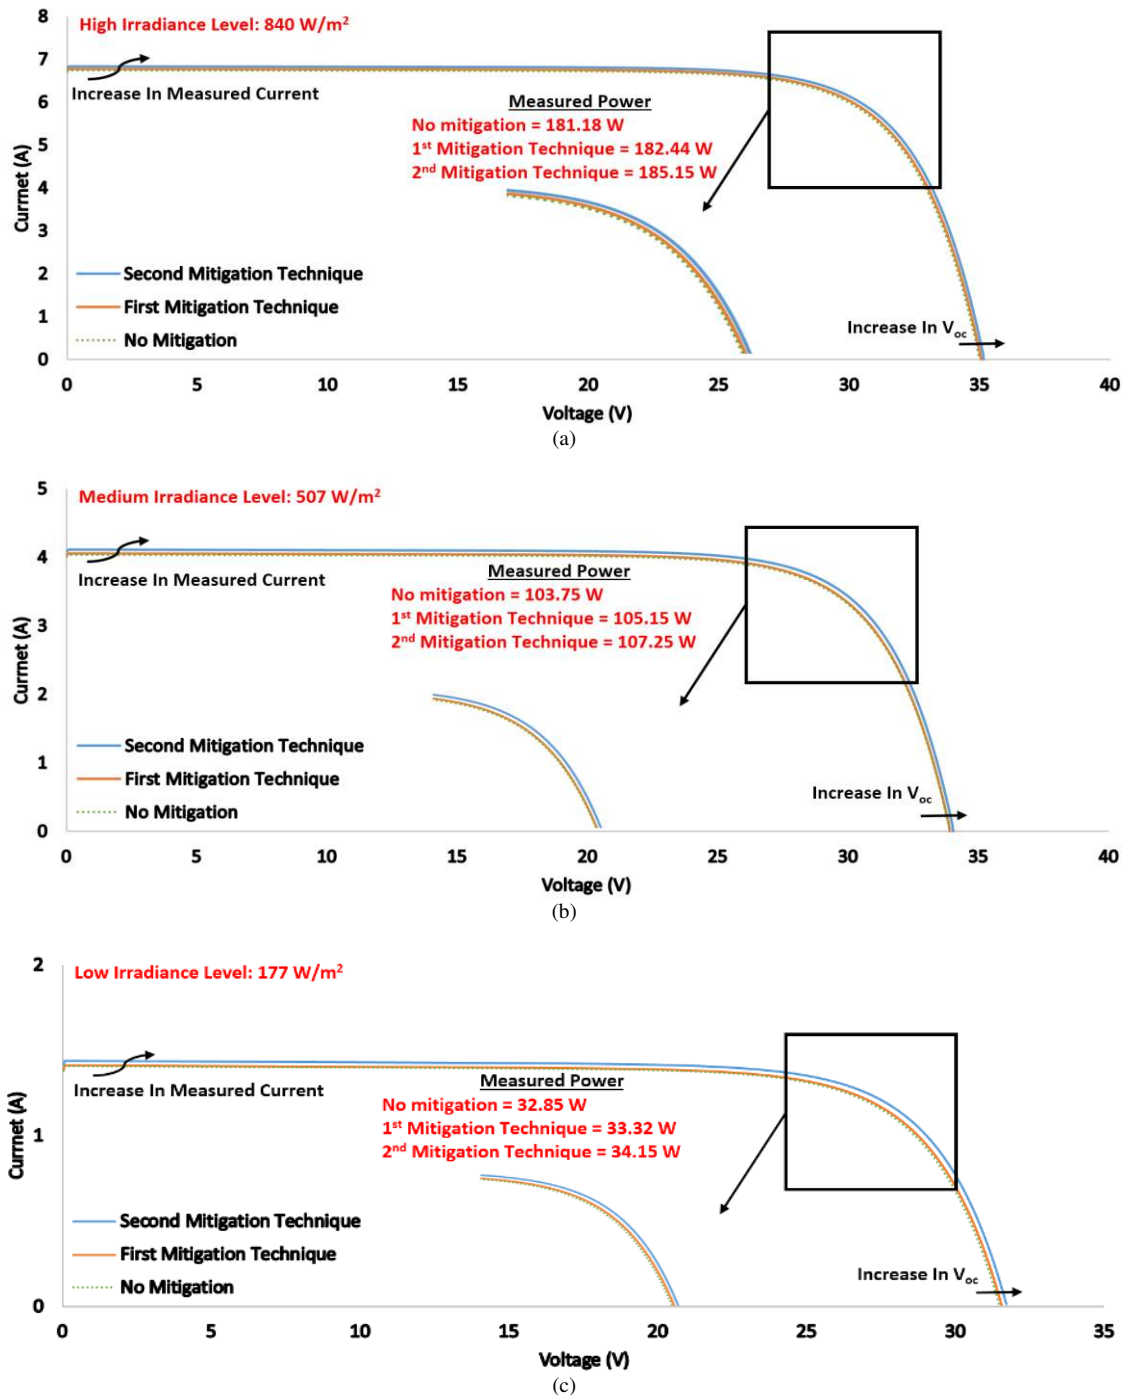 8
High Irradiance Level: 840 W/m²
7
Increase In Measured Current
6
Measured Power
No mitigation = 181.18 W
1st Mitigation Technique = 182.44 W
5
2nd Mitigation Technique = 185.15 W
Currnet (A)
4
3
2
Second Mitigation Technique
First Mitigation Technique
1
No Mitigation
Increase In Voc
0
0 5 10 15 20 25 30 35 40
Voltage (V)
(a)
5
Medium Irradiance Level: 507 W/m²
4
Increase In Measured Current
Measured Power
No mitigation = 103.75 W
1st Mitigation Technique = 105.15 W
3
2nd Mitigation Technique = 107.25 W
Currnet (A)
2
Second Mitigation Technique
1
First Mitigation Technique
No Mitigation
Increase In Voc
0
0 5 10 15 20 25 30 35 40
Voltage (V)
(b)
2
Low Irradiance Level: 177 W/m²
Increase In Measured Current
Measured Power
No mitigation = 32.85 W
1st Mitigation Technique = 33.32 W
1
2nd Mitigation Technique = 34.15 W
Currnet (A)
Second Mitigation Technique
First Mitigation Technique
No Mitigation
Increase In Voc
0
0 5 10 15 20 25 30 35
Voltage (V)
(c)